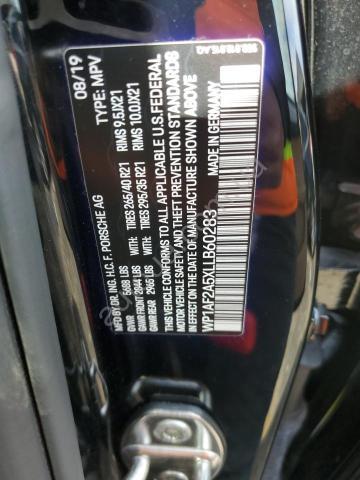 MFD BY DR. ING. H.C.F. PORSCHE AG 08/19
GVWR 5688 LBS TYPE: MPV
GAWR FRONT 2844 LBS WITH: TIRES 265/40 R21 RIMS 9.5JX21
GAWR REAR 2965 LBS WITH: TIRES 295/35 R21 RIMS 10.0JX21
THIS VEHICLE CONFORMS TO ALL APPLICABLE U.S. FEDERAL
MOTOR VEHICLE SAFETY AND THEFT PREVENTION STANDARDS
IN EFFECT ON THE DATE OF MANUFACTURE SHOWN ABOVE
WP1AF2A5XLLB60283 MADE IN GERMANY